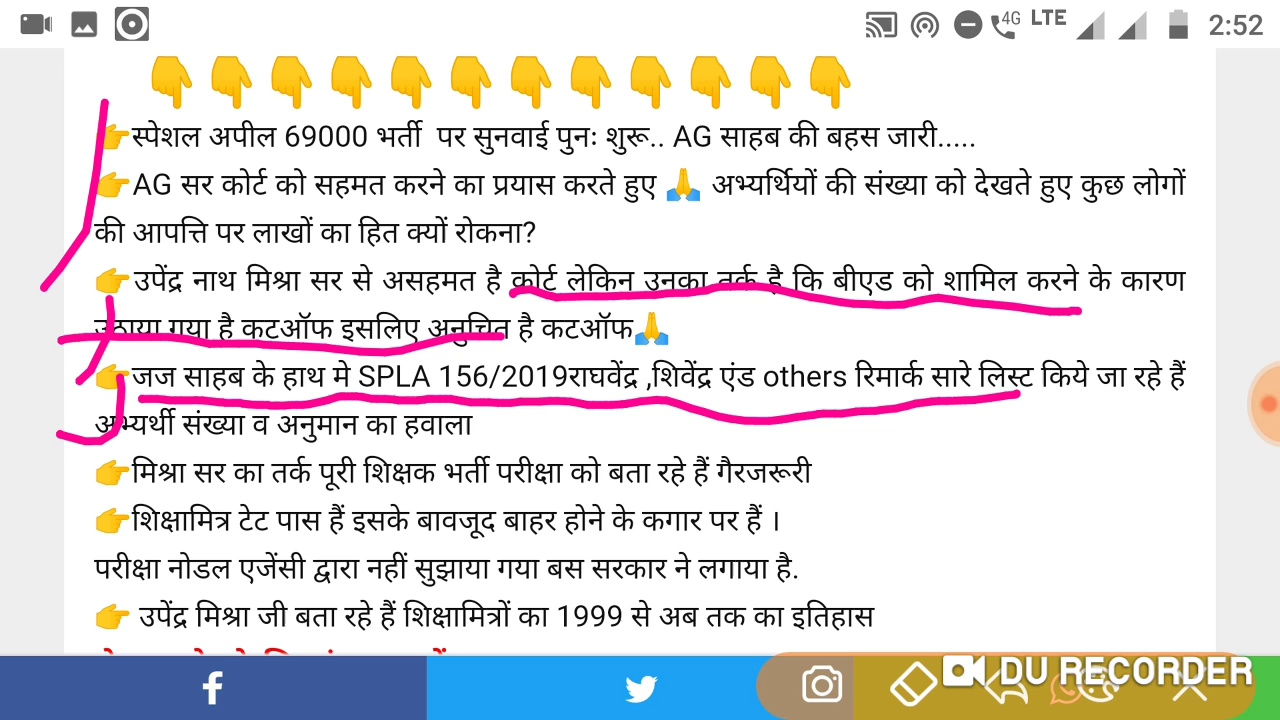 4G LTE 2:52
👇👇👇👇👇👇👇👇👇👇👇👇
👉स्पेशल अपील 69000 भर्ती पर सुनवाई पुनः शुरू.. AG साहब की बहस जारी.....
👉AG सर कोर्ट को सहमत करने का प्रयास करते हुए 🙏 अभ्यर्थियों की संख्या को देखते हुए कुछ लोगों
की आपत्ति पर लाखों का हित क्यों रोकना?
👉उपेंद्र नाथ मिश्रा सर से असहमत है कोर्ट लेकिन उनका तर्क है कि बीएड को शामिल करने के कारण
उठाया गया है कटऑफ इसलिए अनुचित है कटऑफ🙏
👉जज साहब के हाथ मे SPLA 156/2019राघवेंद्र ,शिवेंद्र एंड others रिमार्क सारे लिस्ट किये जा रहे हैं
अभ्यर्थी संख्या व अनुमान का हवाला
👉मिश्रा सर का तर्क पूरी शिक्षक भर्ती परीक्षा को बता रहे हैं गैरजरूरी
👉शिक्षामित्र टेट पास हैं इसके बावजूद बाहर होने के कगार पर हैं ।
परीक्षा नोडल एजेंसी द्वारा नहीं सुझाया गया बस सरकार ने लगाया है.
👉 उपेंद्र मिश्रा जी बता रहे हैं शिक्षामित्रों का 1999 से अब तक का इतिहास
DU RECORDER